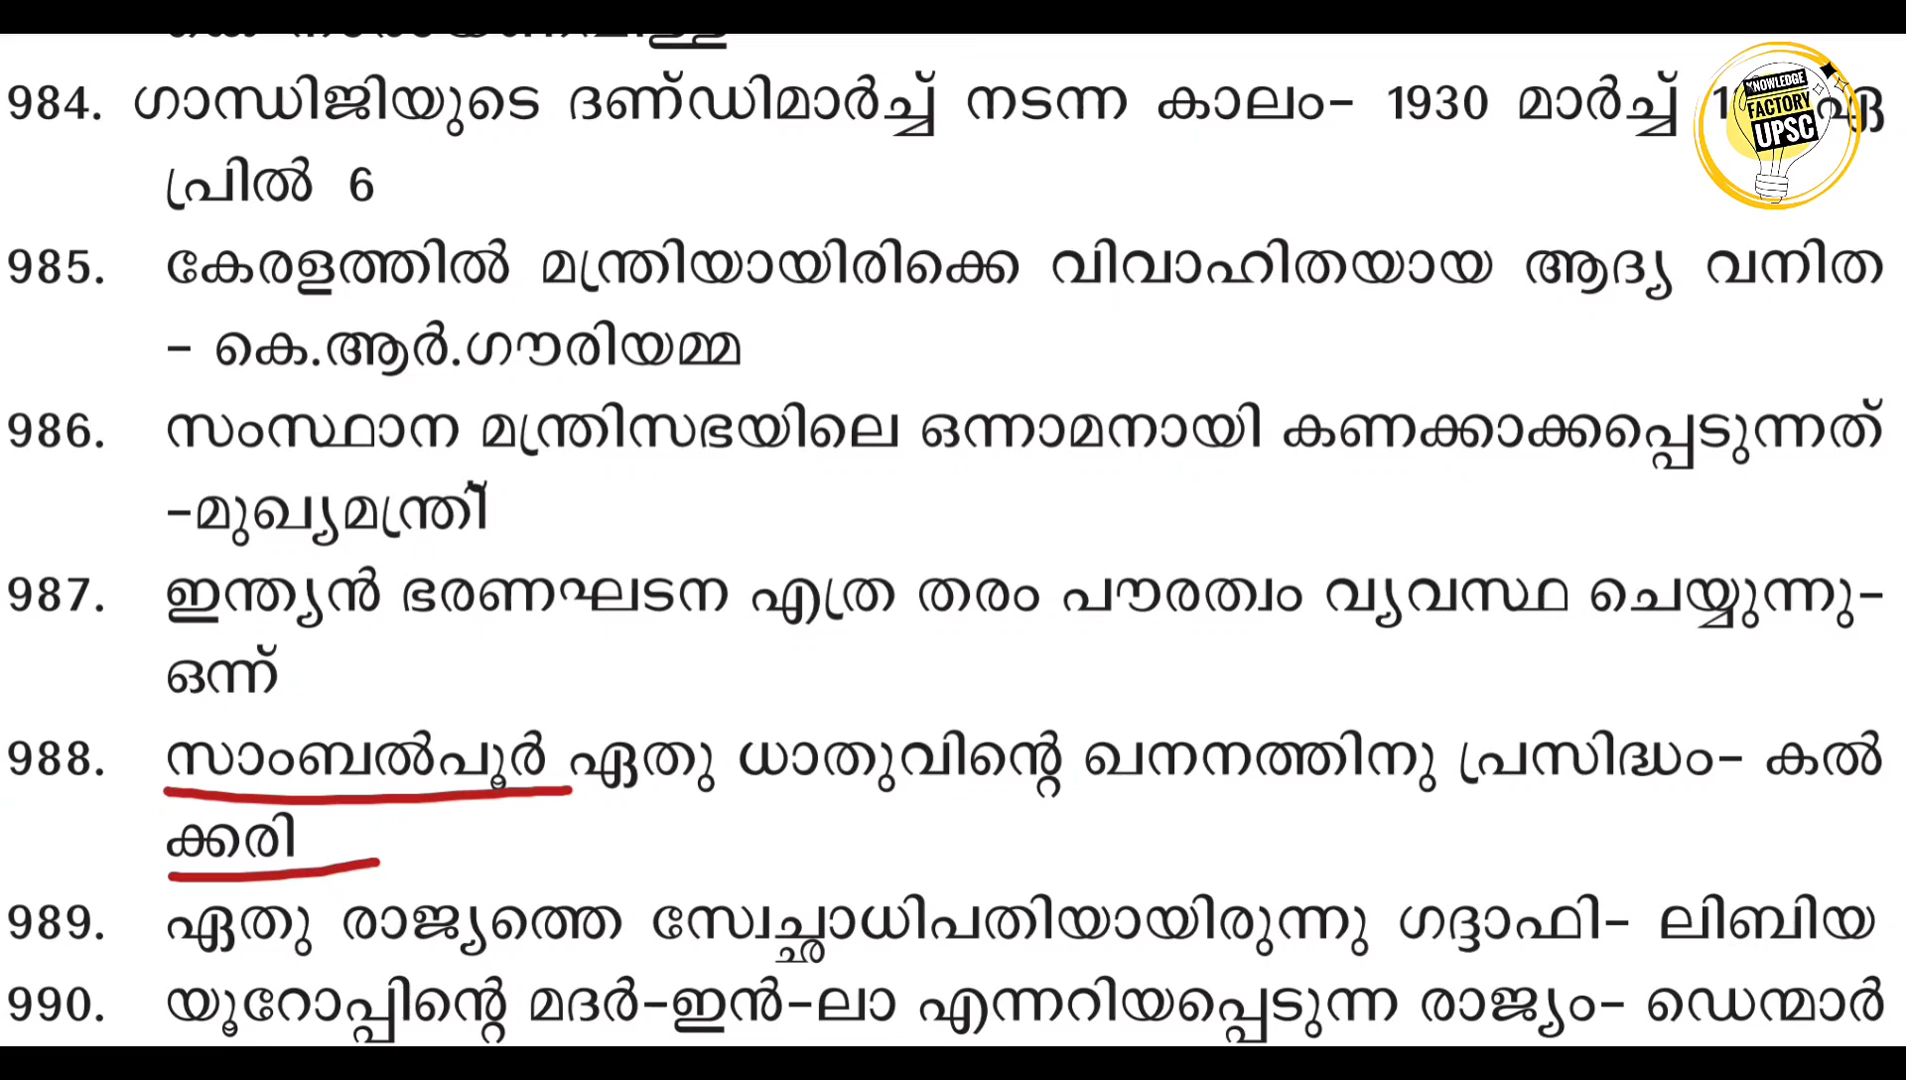 984. ഗാന്ധിജിയുടെ ദണ്ഡിമാർച്ച് നടന്ന കാലം- 1930 മാർച്ച്
പ്രിൽ 6
KNOWLEDGE
FACTORY
UPSC
985. കേരളത്തിൽ മന്ത്രിയായിരിക്കെ വിവാഹിതയായ ആദ്യ വനിത
- കെ.ആർ.ഗൗരിയമ്മ
986. സംസ്ഥാന മന്ത്രിസഭയിലെ ഒന്നാമനായി കണക്കാക്കപ്പെടുന്നത്
-മുഖ്യമന്ത്രി
987. ഇന്ത്യൻ ഭരണഘടന എത്ര തരം പൗരത്വം വ്യവസ്ഥ ചെയ്യുന്നു-
ഒന്ന്
988. സാംബൽപൂർ ഏതു ധാതുവിന്റെ ഖനനത്തിനു പ്രസിദ്ധം- കൽ
ക്കരി
989. ഏതു രാജ്യത്തെ സ്വേച്ഛാധിപതിയായിരുന്നു ഗദ്ദാഫി- ലിബിയ
990. യൂറോപ്പിന്റെ മദർ-ഇൻ-ലാ എന്നറിയപ്പെടുന്ന രാജ്യം- ഡെന്മാർ